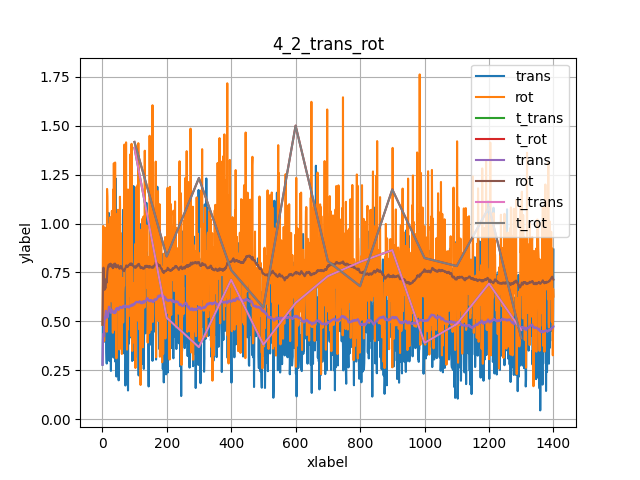 4_2_trans_rot
1.75
1.50
1.25
1.00
0.75
0.50
0.25
0.00
ylabel
0
200
400
600
800
1000
1200
1400
xlabel
trans
rot
t_trans
t_rot
trans
rot
t_trans
t_rot